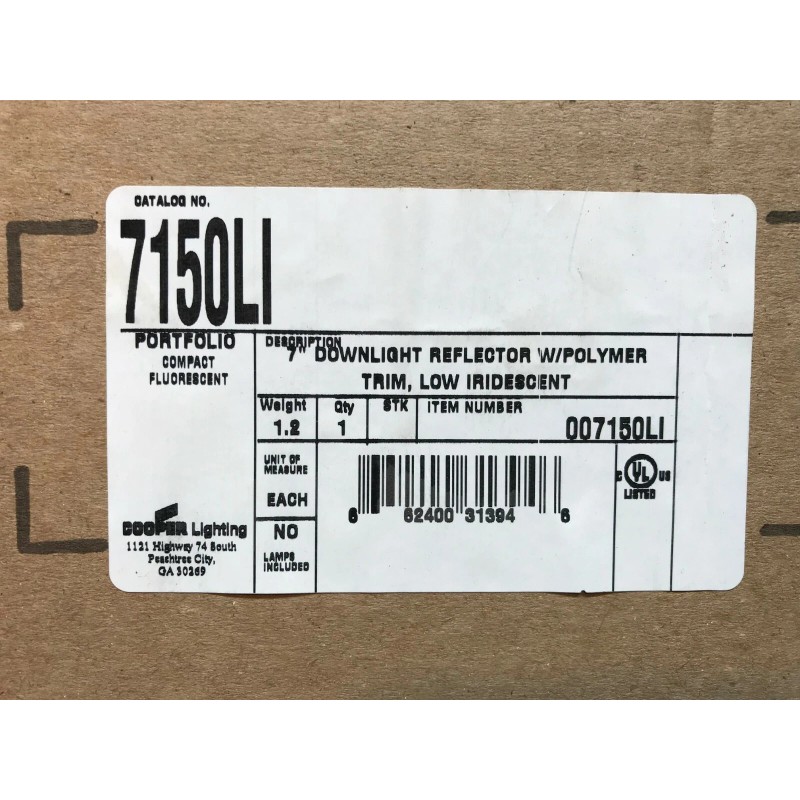 CATALOG NO.
7150LI
PORTFOLIO
COMPACT
FLUORESCENT
DESCRIPTION
7" DOWNLIGHT REFLECTOR W/POLYMER
TRIM, LOW IRIDESCENT
Weight Qty STK ITEM NUMBER
1.2 1 007150LI
UNIT OF
MEASURE
EACH
NO
LAMPS
INCLUDED
6 62400 31394 6
C UL US
LISTED
COOPER Lighting
1121 Highway 74 South
Peachtree City,
GA 30269